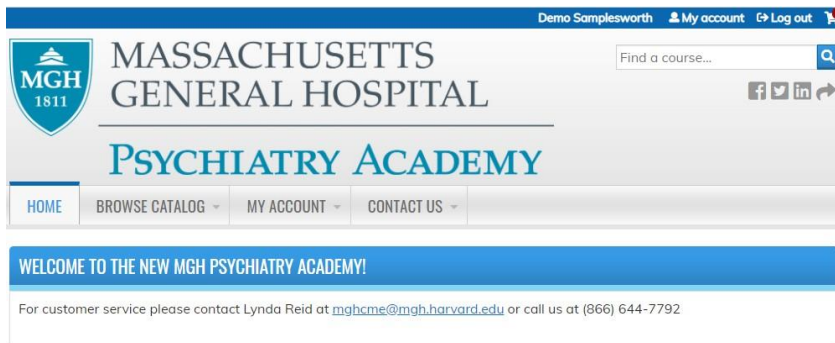 Demo Samplesworth My account Log out
MGH
1811
MASSACHUSETTS
GENERAL HOSPITAL
PSYCHIATRY ACADEMY
Find a course...
HOME BROWSE CATALOG MY ACCOUNT CONTACT US
WELCOME TO THE NEW MGH PSYCHIATRY ACADEMY!
For customer service please contact Lynda Reid at mghcme@mgh.harvard.edu or call us at (866) 644-7792